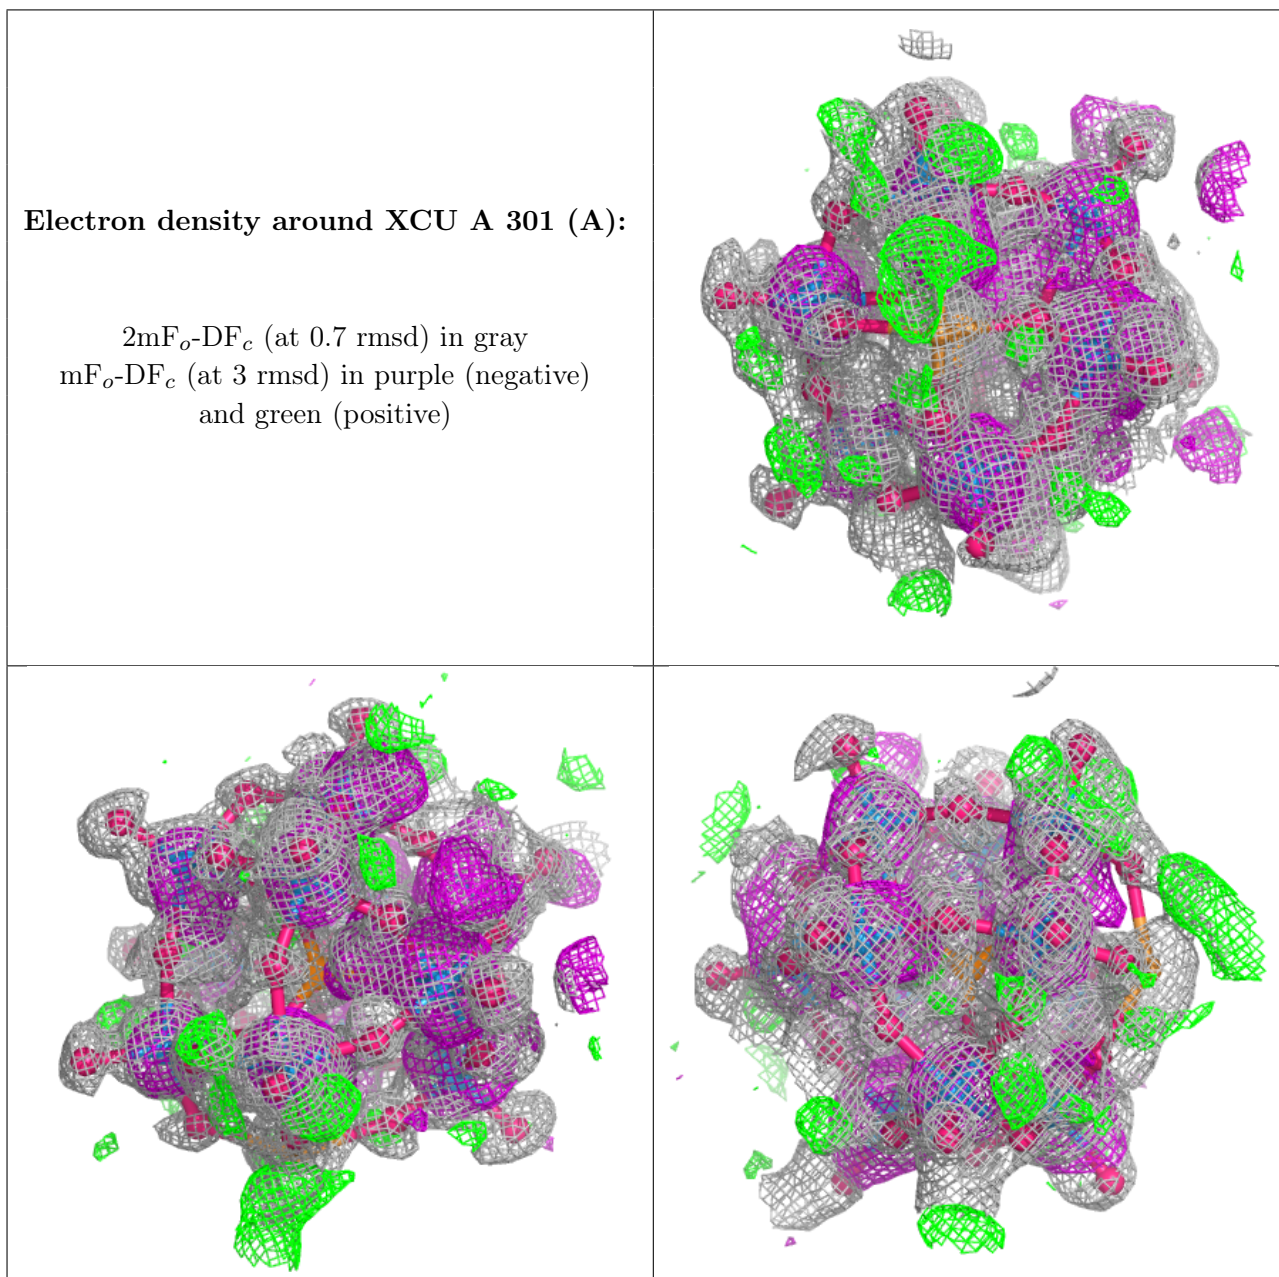 Electron density around XCU A 301 (A):
2mFo-DFc (at 0.7 rmsd) in gray
mFo-DFc (at 3 rmsd) in purple (negative)
and green (positive)